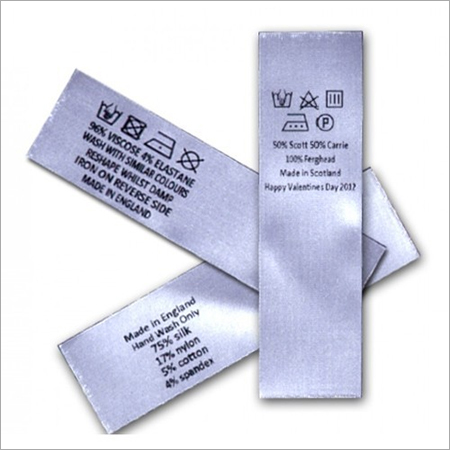 96% VISCOSE 4% ELASTANE
WASH WITH SIMILAR COLOURS
RESHAPE WHILST DAMP
IRON ON REVERSE SIDE
MADE IN ENGLAND
P
50% Scott 50% Carrie
100% Ferghead
Made in Scotland
Happy Valentines Day 2012
Made in England
Hand Wash Only
75% silk
17% nylon
5% cotton
4% spandex